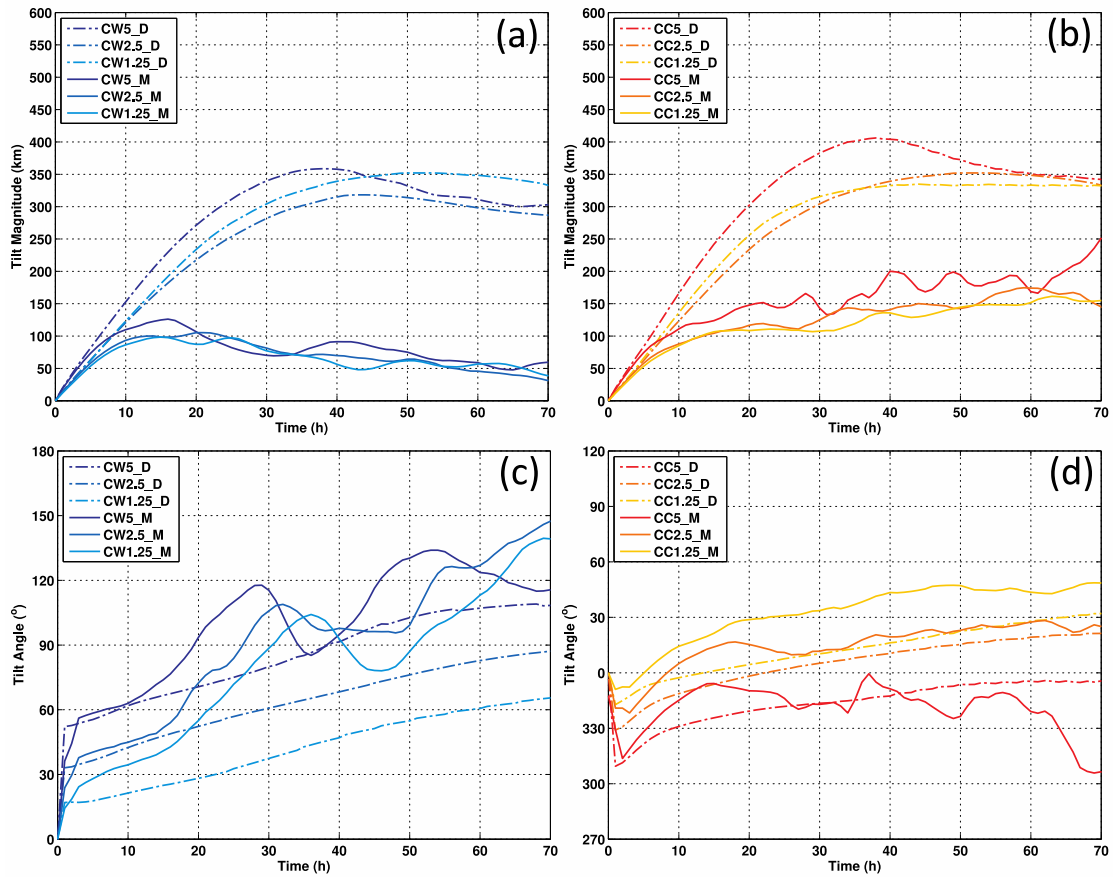 (a)
CW5_D
CW2.5_D
CW1.25_D
CW5_M
CW2.5_M
CW1.25_M
Tilt Magnitude (km)
600
550
500
450
400
350
300
250
200
150
100
50
0
0 10 20 30 40 50 60 70
Time (h)
(b)
CC5_D
CC2.5_D
CC1.25_D
CC5_M
CC2.5_M
CC1.25_M
Tilt Magnitude (km)
600
550
500
450
400
350
300
250
200
150
100
50
0
0 10 20 30 40 50 60 70
Time (h)
(c)
CW5_D
CW2.5_D
CW1.25_D
CW5_M
CW2.5_M
CW1.25_M
Tilt Angle (°)
180
150
120
90
60
30
0
0 10 20 30 40 50 60 70
Time (h)
(d)
CC5_D
CC2.5_D
CC1.25_D
CC5_M
CC2.5_M
CC1.25_M
Tilt Angle (°)
120
60
30
0
330
300
270
0 10 20 30 40 50 60 70
Time (h)